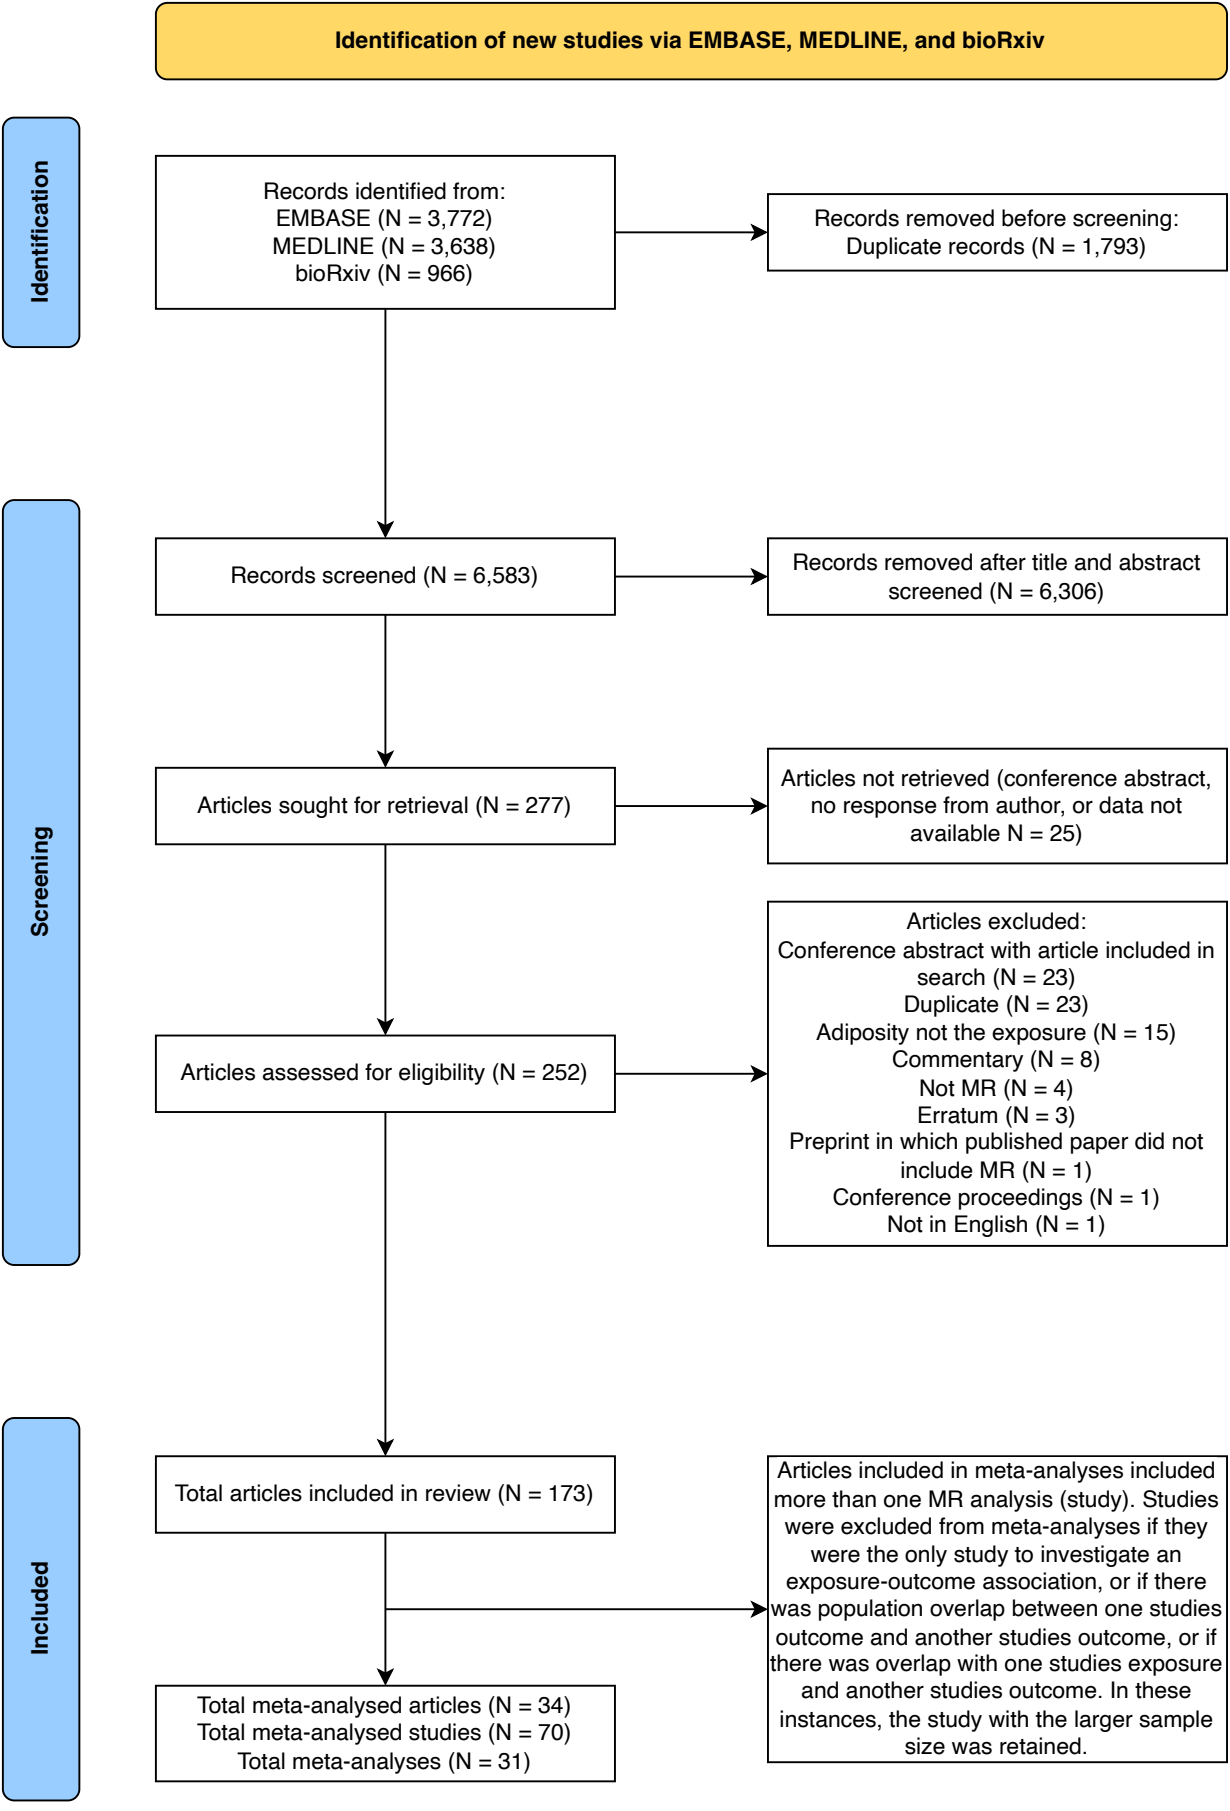 Identification of new studies via EMBASE, MEDLINE, and bioRxiv
Identification
Records identified from:
EMBASE (N = 3,772)
MEDLINE (N = 3,638)
bioRxiv (N = 966)
Records removed before screening:
Duplicate records (N = 1,793)
Screening
Records screened (N = 6,583)
Records removed after title and abstract
screened (N = 6,306)
Articles sought for retrieval (N = 277)
Articles not retrieved (conference abstract,
no response from author, or data not
available N = 25)
Articles assessed for eligibility (N = 252)
Articles excluded:
Conference abstract with article included in
search (N = 23)
Duplicate (N = 23)
Adiposity not the exposure (N = 15)
Commentary (N = 8)
Not MR (N = 4)
Erratum (N = 3)
Preprint in which published paper did not
include MR (N = 1)
Conference proceedings (N = 1)
Not in English (N = 1)
Included
Total articles included in review (N = 173)
Articles included in meta-analyses included
more than one MR analysis (study). Studies
were excluded from meta-analyses if they
were the only study to investigate an
exposure-outcome association, or if there
was population overlap between one studies
outcome and another studies outcome, or if
there was overlap with one studies exposure
and another studies outcome. In these
instances, the study with the larger sample
size was retained.
Total meta-analysed articles (N = 34)
Total meta-analysed studies (N = 70)
Total meta-analyses (N = 31)